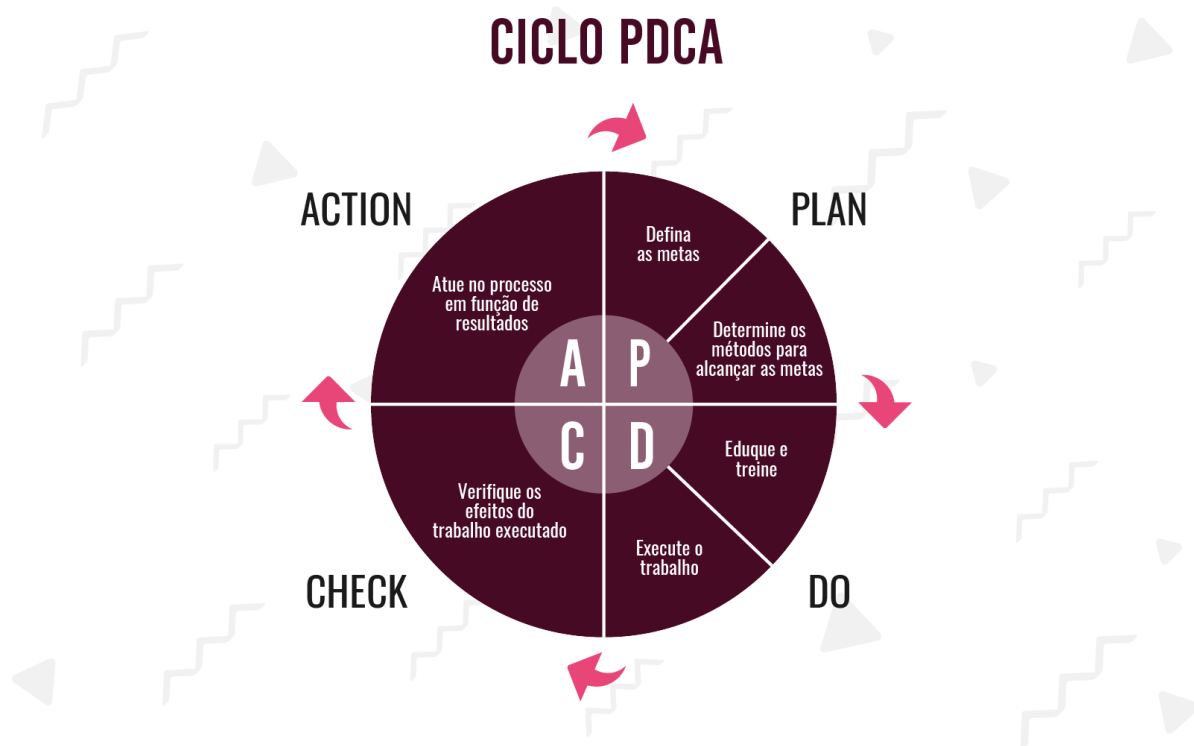 CICLO PDCA
ACTION
PLAN
Defina
as metas
Atue no processo
em função de
resultados
Determine os
métodos para
alcançar as metas
A P
C D
Eduque e
treine
Verifique os
efeitos do
trabalho executado
Execute o
trabalho
CHECK
DO